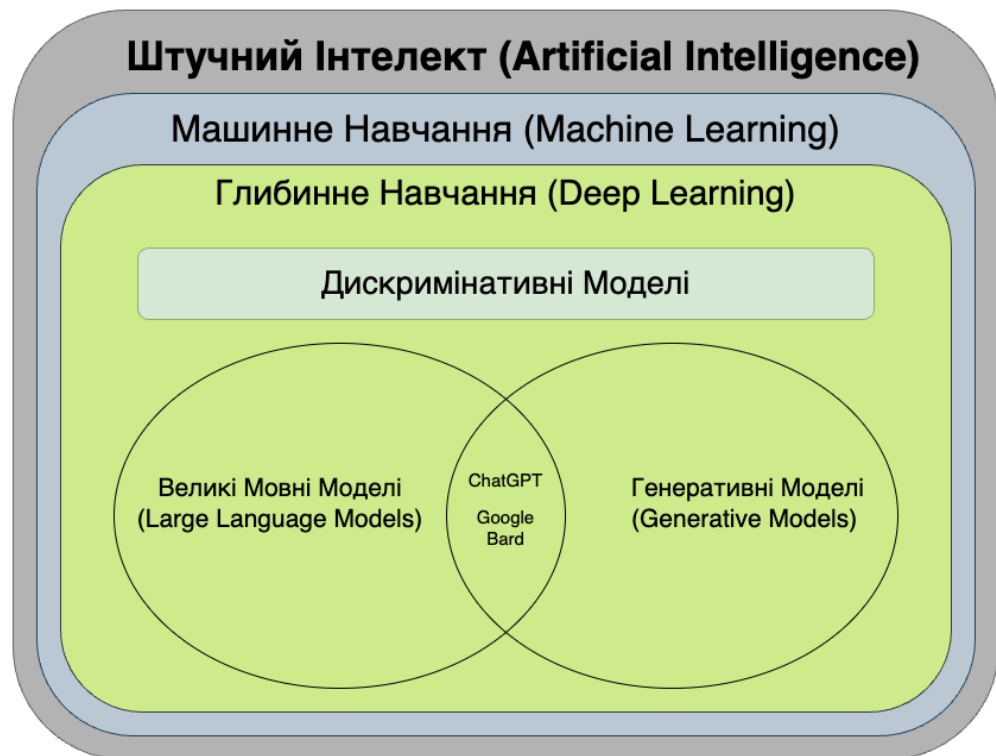 Штучний Інтелект (Artificial Intelligence)
Машинне Навчання (Machine Learning)
Глибинне Навчання (Deep Learning)
Дискримінативні Моделі
Великі Мовні Моделі
(Large Language Models)
ChatGPT
Google
Bard
Генеративні Моделі
(Generative Models)